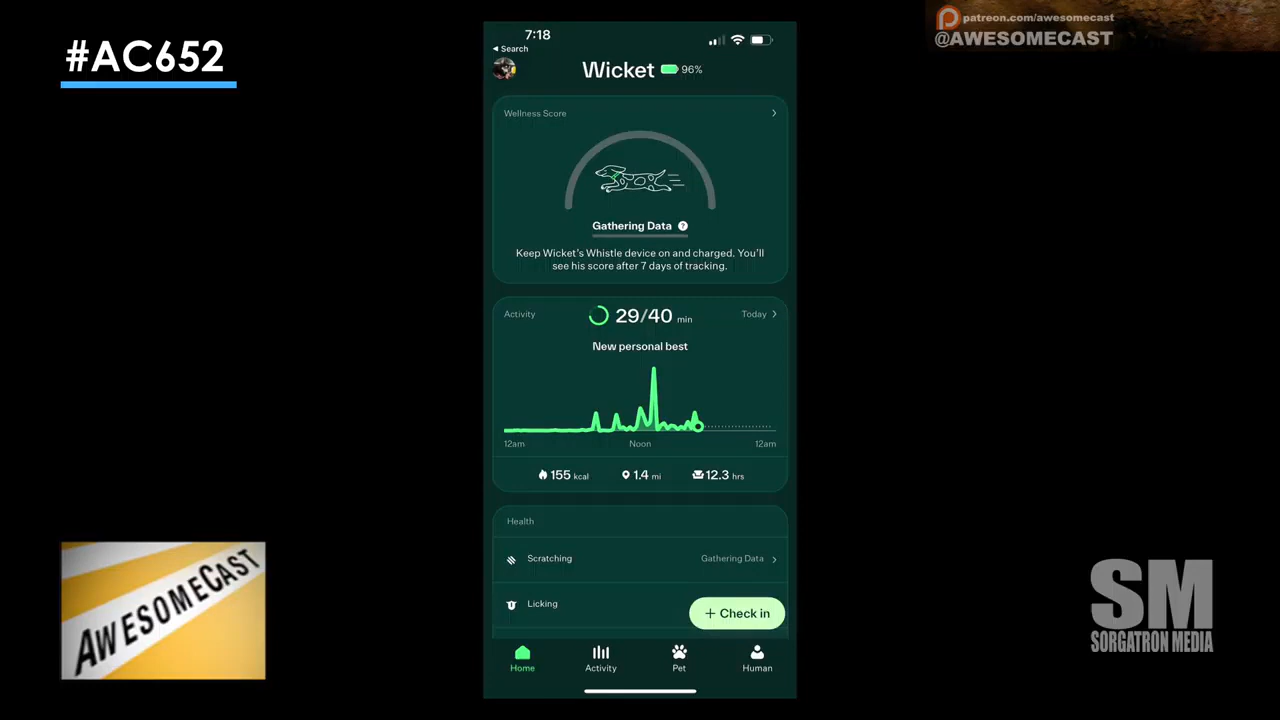 #AC652
patreon.com/awesomecast
@AWESOMECAST
7:18
Search
Wicket 96%
Wellness Score
Gathering Data ?
Keep Wicket's Whistle device on and charged. You'll
see his score after 7 days of tracking.
Activity 29/40 min Today
New personal best
12am Noon 12am
155 kcal 1.4 mi 12.3 hrs
Health
Scratching Gathering Data
Licking
+ Check in
Home Activity Pet Human
AWESOMECAST
SM
SORGATRON MEDIA